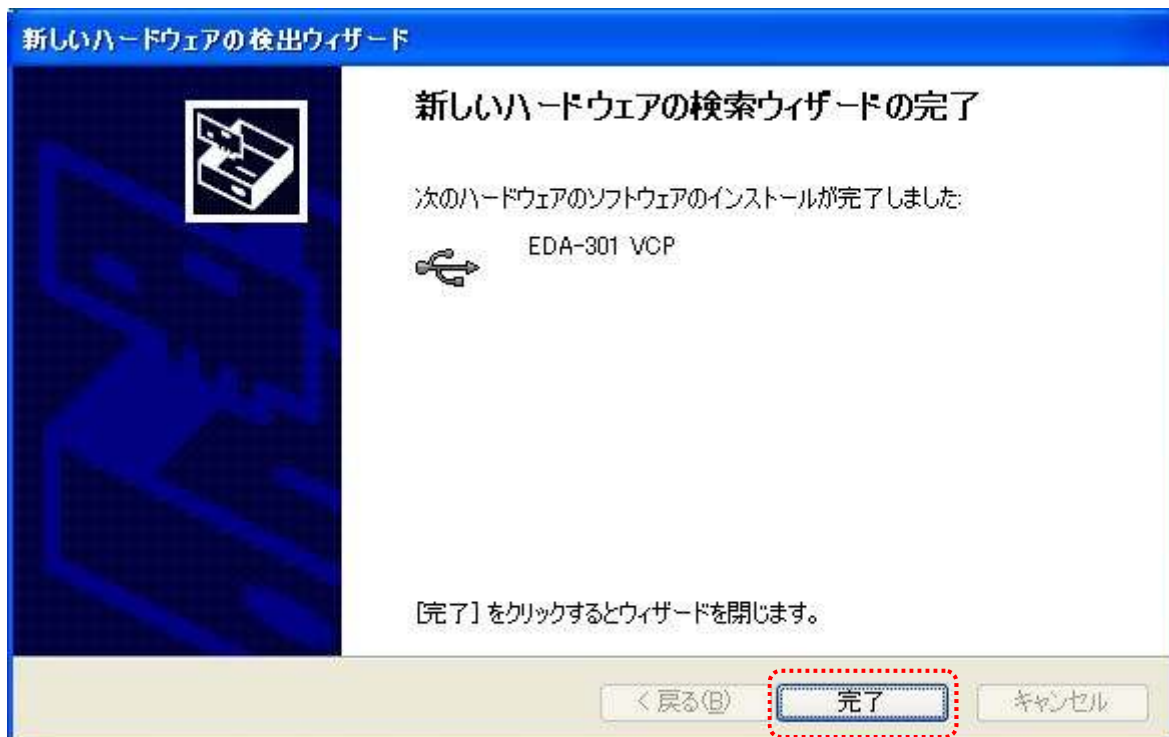 新しいハードウェアの検出ウィザード
新しいハードウェアの検索ウィザードの完了
次のハードウェアのソフトウェアのインストールが完了しました:
EDA-301 VCP
[完了] をクリックするとウィザードを閉じます。
< 戻る(B)
完了
キャンセル